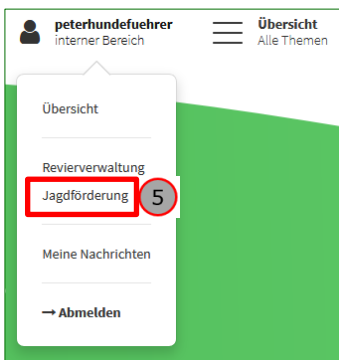 peterhundefuehrer
interner Bereich
Übersicht
Alle Themen
Übersicht
Revierverwaltung
Jagdförderung 5
Meine Nachrichten
→ Abmelden